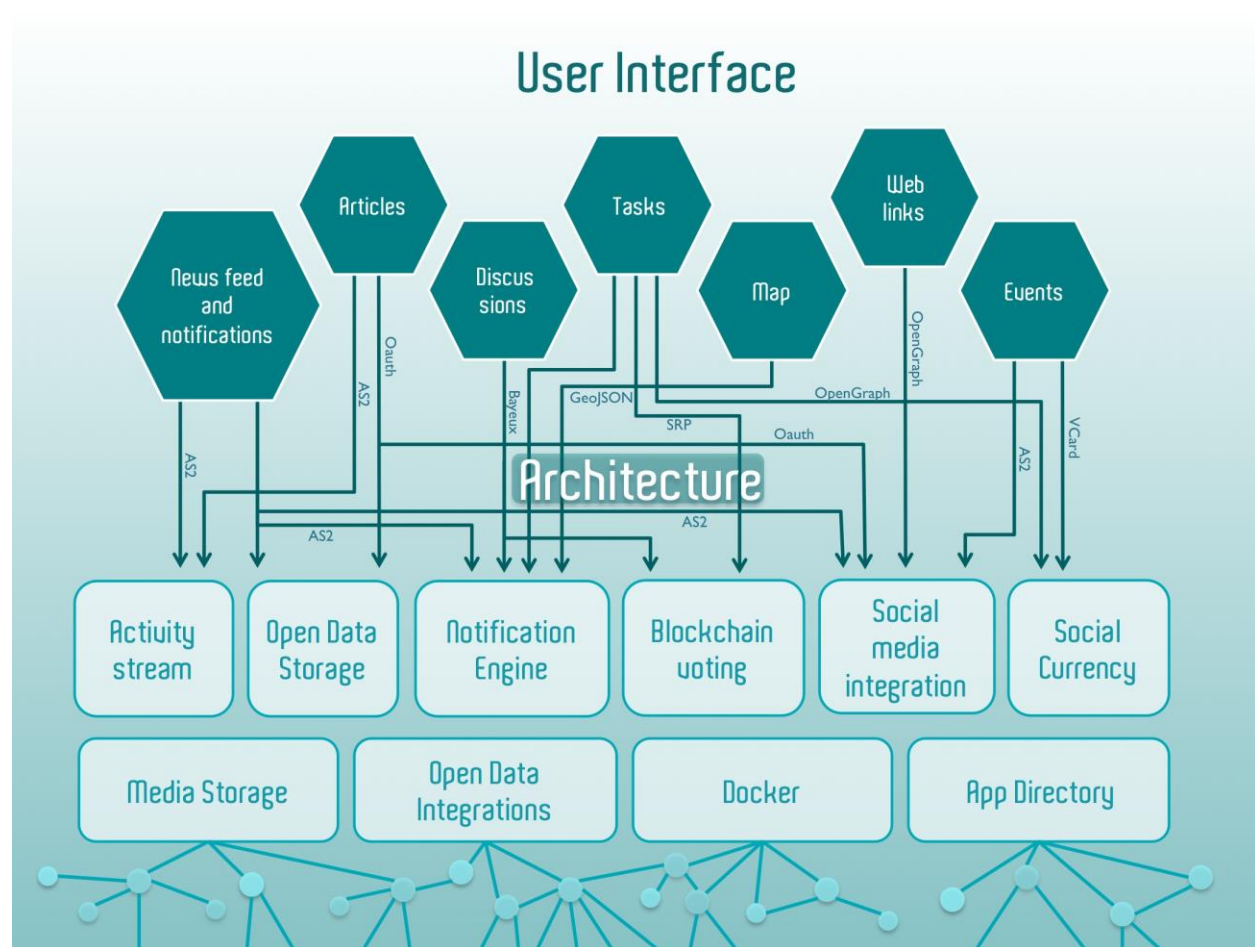 User Interface
Articles
Tasks
Web
links
News feed
and
notifications
Discus
sions
Map
Events
Oauth
AS2
OpenGraph
Bayeux
GeoJSON
OpenGraph
SRP
Oauth
VCard
AS2
AS2
Architecture
AS2
AS2
Activity
stream
Open Data
Storage
Notification
Engine
Blockchain
voting
Social
media
integration
Social
Currency
Media Storage
Open Data
Integrations
Docker
App Directory